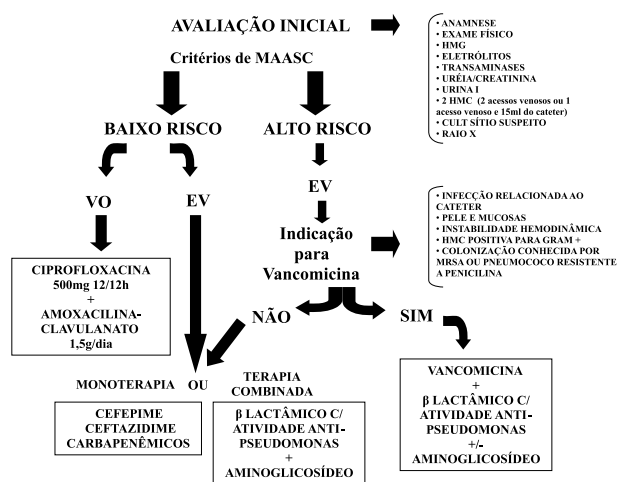 AVALIAÇÃO INICIAL
• ANAMNESE
• EXAME FÍSICO
• HMG
• ELETRÓLITOS
• TRANSAMINASES
• URÉIA/CREATININA
• URINA I
• 2 HMC (2 acessos venosos ou 1
acesso venoso e 15ml do cateter)
• CULT SÍTIO SUSPEITO
• RAIO X
Critérios de MAASC
BAIXO RISCO
ALTO RISCO
VO
EV
EV
Indicação
para
Vancomicina
• INFECÇÃO RELACIONADA AO
CATETER
• PELE E MUCOSAS
• INSTABILIDADE HEMODINÂMICA
• HMC POSITIVA PARA GRAM +
• COLONIZAÇÃO CONHECIDA POR
MRSA OU PNEUMOCOCO RESISTENTE
A PENICILINA
CIPROFLOXACINA
500mg 12/12h
+
AMOXACILINA-
CLAVULANATO
1,5g/dia
NÃO
SIM
MONOTERAPIA OU TERAPIA
COMBINADA
CEFEPIME
CEFTAZIDIME
CARBAPENÊMICOS
β LACTÂMICO C/
ATIVIDADE ANTI-
PSEUDOMONAS
+
AMINOGLICOSÍDEO
VANCOMICINA
+
β LACTÂMICO C/
ATIVIDADE ANTI-
PSEUDOMONAS
+/-
AMINOGLICOSÍDEO